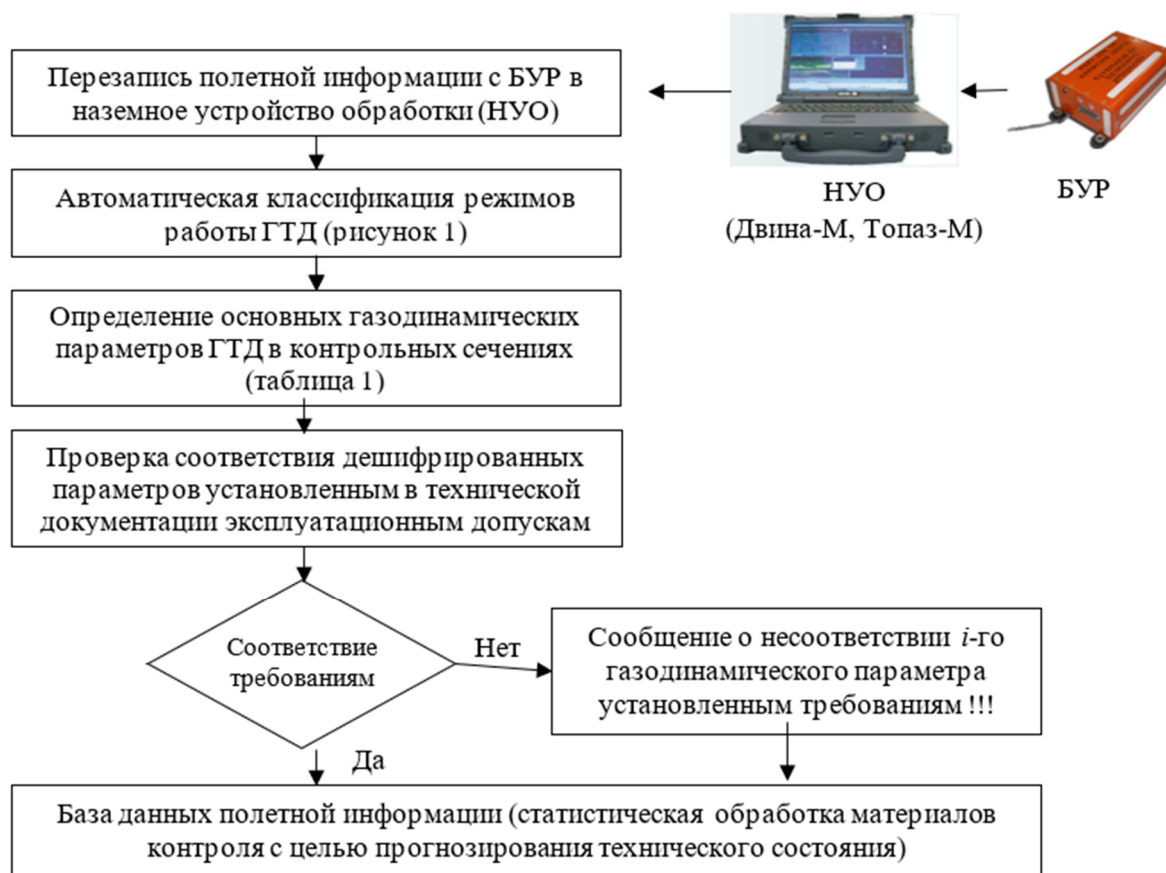 Перезапись полетной информации с БУР в
наземное устройство обработки (НУО)
НУО
(Двина-М, Топаз-М)
БУР
Автоматическая классификация режимов
работы ГТД (рисунок 1)
Определение основных газодинамических
параметров ГТД в контрольных сечениях
(таблица 1)
Проверка соответствия дешифрированных
параметров установленным в технической
документации эксплуатационным допускам
Соответствие
требованиям
Нет
Сообщение о несоответствии i-го
газодинамического параметра
установленным требованиям !!!
Да
База данных полетной информации (статистическая обработка материалов
контроля с целью прогнозирования технического состояния)